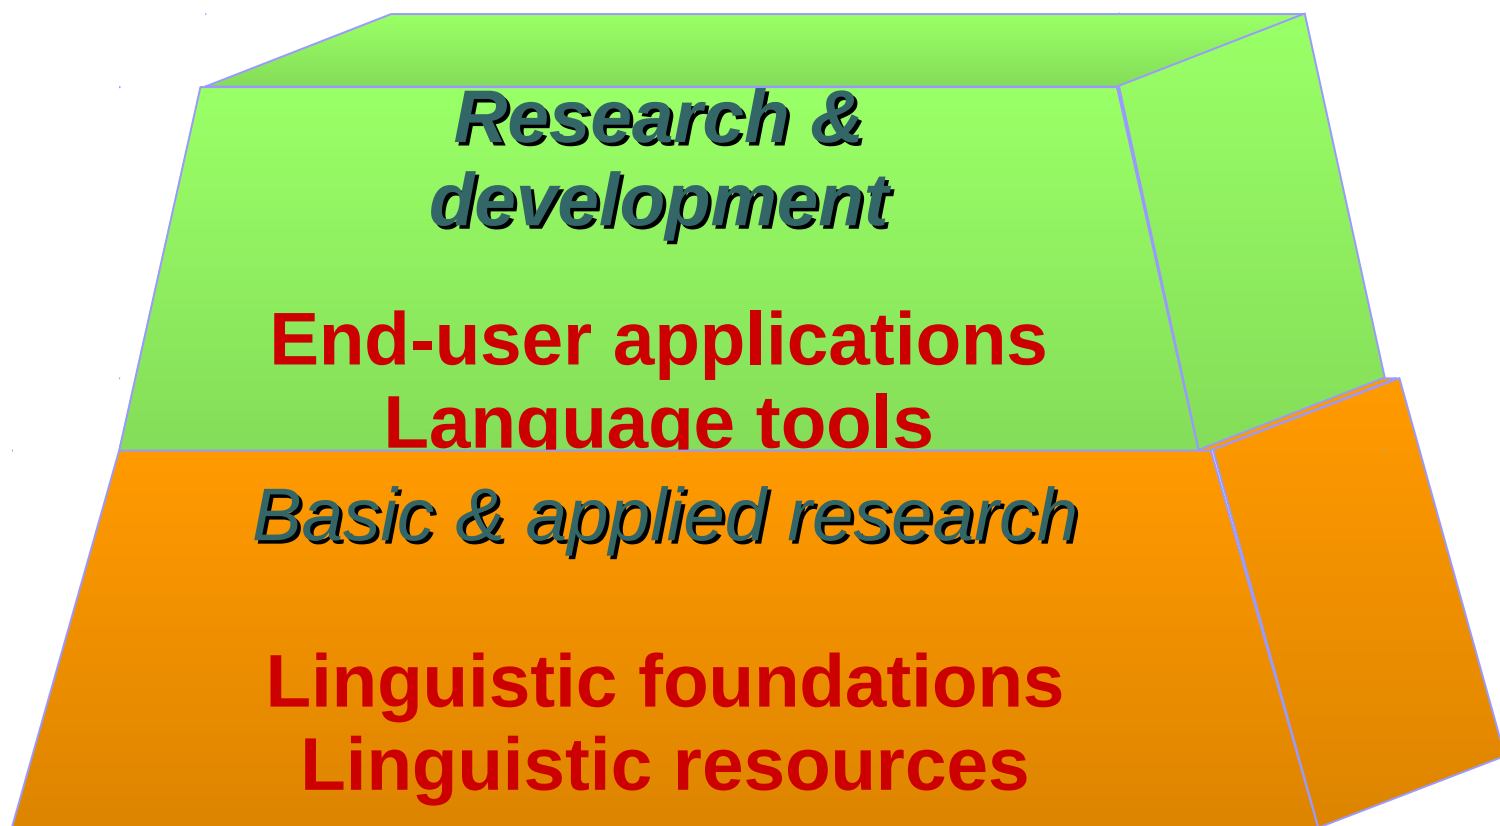 Research &
development
End-user applications
Language tools
Basic & applied research
Linguistic foundations
Linguistic resources